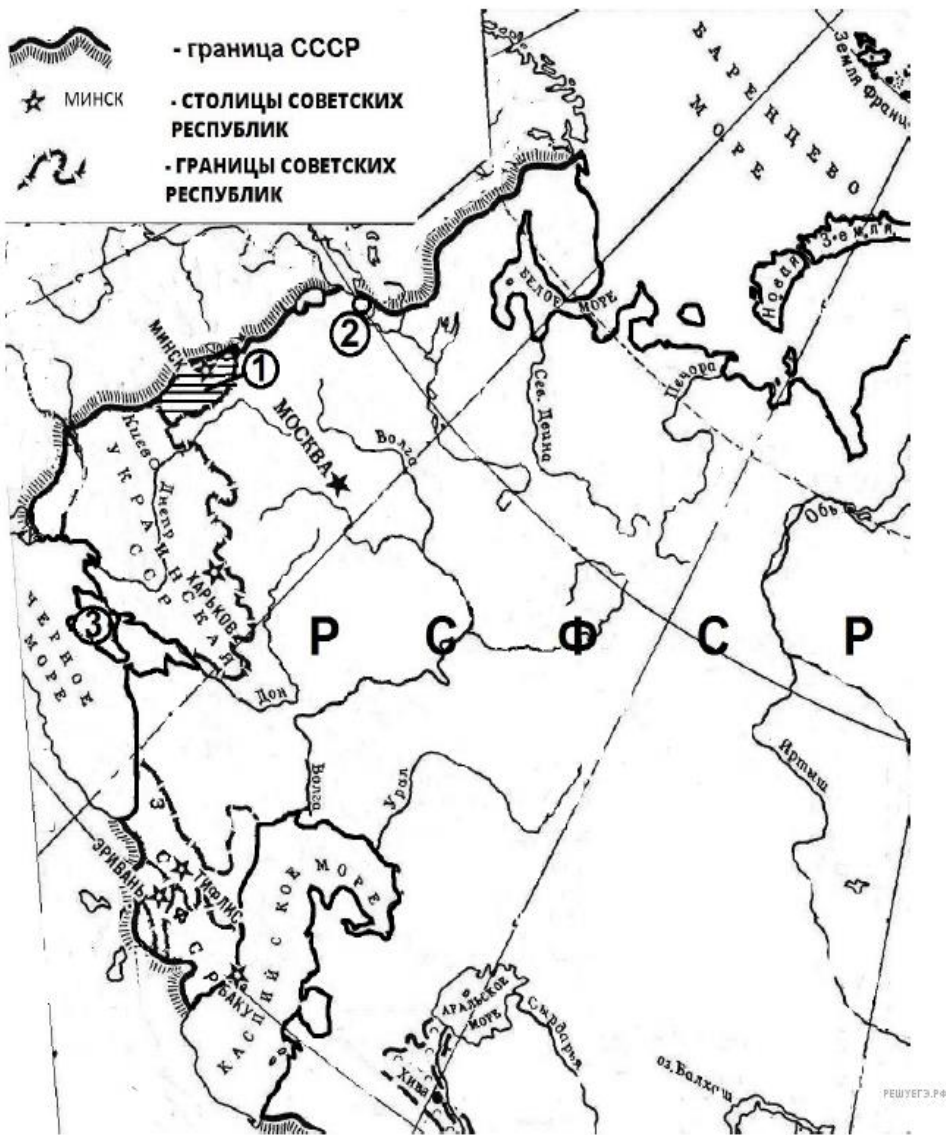 - граница СССР
МИНСК
- СТОЛИЦЫ СОВЕТСКИХ
РЕСПУБЛИК
- ГРАНИЦЫ СОВЕТСКИХ
РЕСПУБЛИК
БАРЕНЦЕВО
МОРЕ
Земля Франц
Новая
Земля
БЕЛОЕ МОРЕ
2
МИНСК
1
Печора
Сев. Двина
МОСКВА
Волга
Киев
УКРАИНСКАЯ
ССР
Днепр
Обь
ХАРЬКОВ
ЧЕРНОЕ
МОРЕ
3
Р С Ф С Р
Дон
Иртыш
Волга
Урал
З С Ф С Р
ЭРИВАНЬ
ТИФЛИС
КАСПИЙСКОЕ МОРЕ
БАКУ
АРАЛЬСКОЕ
МОРЕ
Сырдарья
Хива
оз. Балхаш
РЕШУЕГЭ.РФ